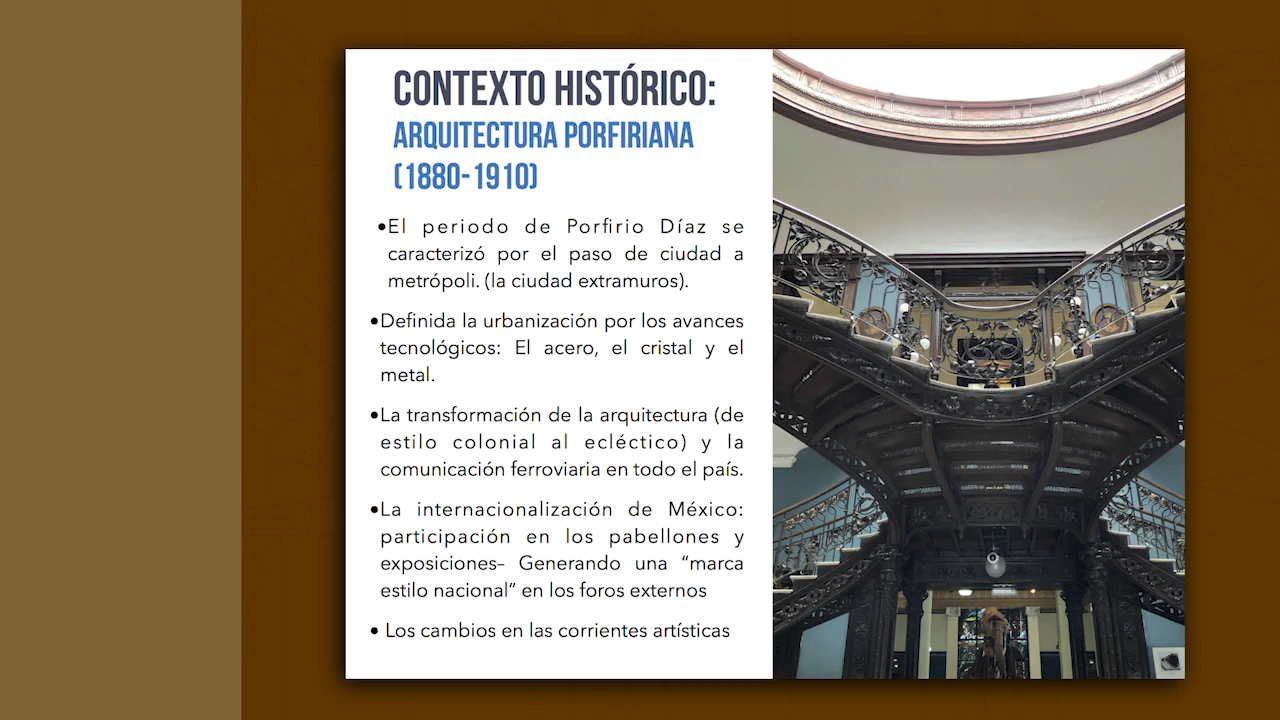 CONTEXTO HISTÓRICO:
ARQUITECTURA PORFIRIANA
(1880-1910)
•El periodo de Porfirio Díaz se
caracterizó por el paso de ciudad a
metrópoli. (la ciudad extramuros).
•Definida la urbanización por los avances
tecnológicos: El acero, el cristal y el
metal.
•La transformación de la arquitectura (de
estilo colonial al ecléctico) y la
comunicación ferroviaria en todo el país.
•La internacionalización de México:
participación en los pabellones y
exposiciones– Generando una “marca
estilo nacional” en los foros externos
• Los cambios en las corrientes artísticas